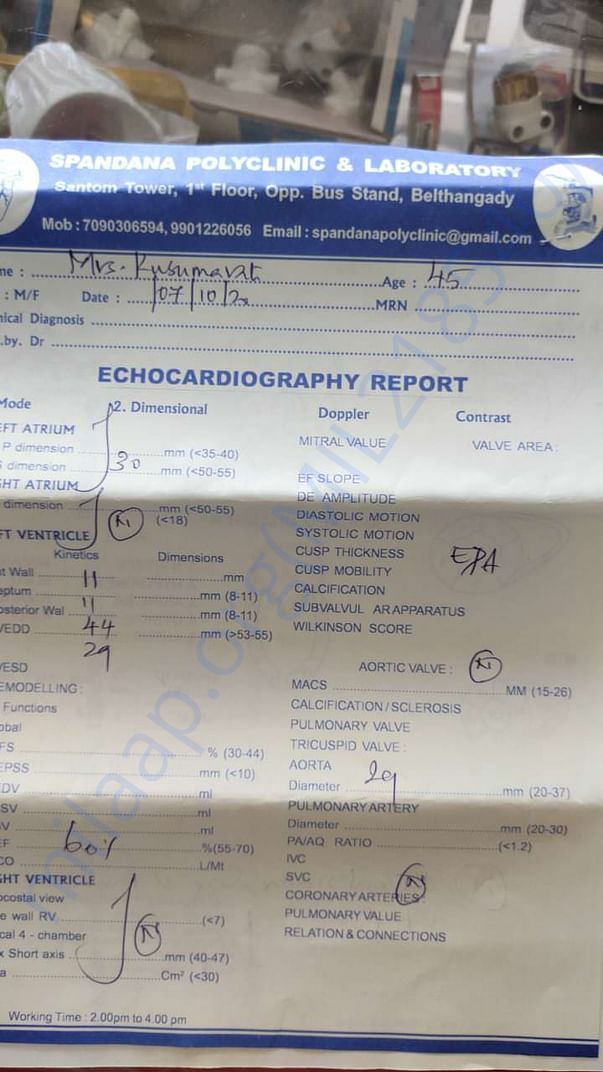 SPANDANA POLYCLINIC & LABORATORY
Santom Tower, 1st Floor, Opp. Bus Stand, Belthangady
Mob : 7090306594, 9901226056 Email : spandanapolyclinic@gmail.com
me : Mrs. Kusumavati Age : 45
: M/F Date : 07/10/2 MRN
nical Diagnosis
.by. Dr
ECHOCARDIOGRAPHY REPORT
Mode 2. Dimensional Doppler Contrast
EFT ATRIUM MITRAL VALUE VALVE AREA :
P dimension 30 mm (<35-40)
S dimension mm (<50-55) EF SLOPE
GHT ATRIUM DE AMPLITUDE
dimension N mm (<50-55) DIASTOLIC MOTION
(<18)
FT VENTRICLE SYSTOLIC MOTION
Kinetics Dimensions CUSP THICKNESS
CUSP MOBILITY
t Wall mm CALCIFICATION
eptum 11 mm (8-11) SUBVALVUL ARAPPARATUS
osterior Wal 11 mm (8-11) WILKINSON SCORE
VEDD 44 mm (>53-55)
29
VESD AORTIC VALVE : N
EMODELLING : MACS MM (15-26)
Functions CALCIFICATION/SCLEROSIS
obal PULMONARY VALVE
FS % (30-44) TRICUSPID VALVE :
EPSS mm (<10) AORTA
EDV ml Diameter 29 mm (20-37)
SV ml PULMONARY ARTERY
V ml Diameter mm (20-30)
F 60% %(55-70) PA/AQ RATIO (<1.2)
CO L/Mt IVC
GHT VENTRICLE SVC
ocostal view CORONARY ARTERIES : N
e wall RV (<7) PULMONARY VALUE
cal 4 - chamber N RELATION & CONNECTIONS
x Short axis mm (40-47)
a Cm² (<30)
Working Time : 2.00pm to 4.00 pm